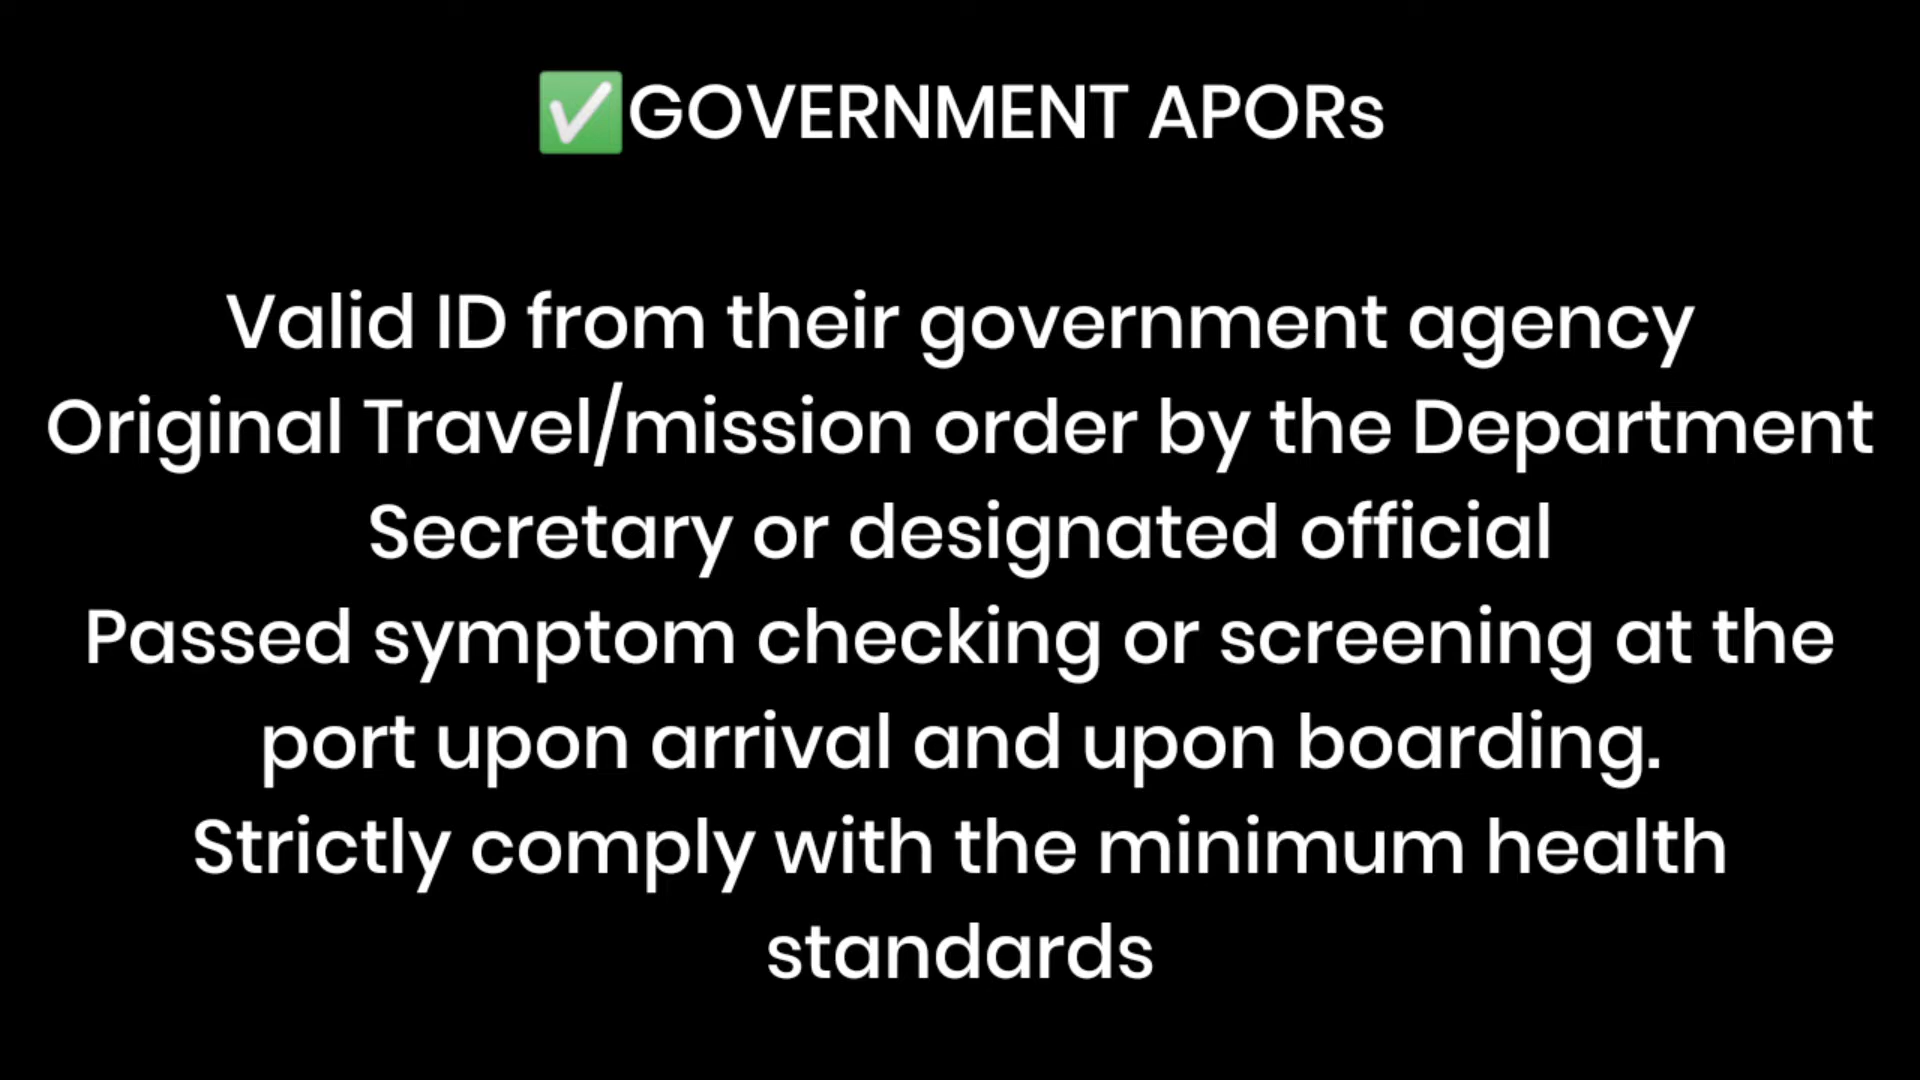 ✅GOVERNMENT APORs
Valid ID from their government agency
Original Travel/mission order by the Department
Secretary or designated official
Passed symptom checking or screening at the
port upon arrival and upon boarding.
Strictly comply with the minimum health
standards